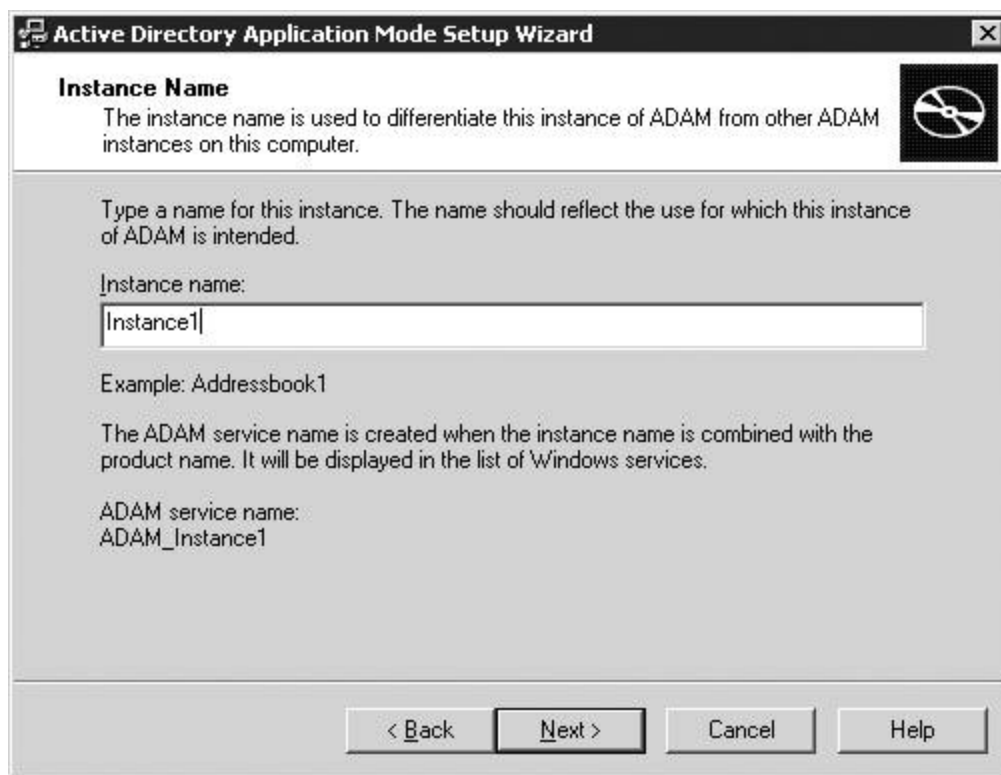 Active Directory Application Mode Setup Wizard
Instance Name
The instance name is used to differentiate this instance of ADAM from other ADAM
instances on this computer.
Type a name for this instance. The name should reflect the use for which this instance
of ADAM is intended.
Instance name:
Instance1
Example: Addressbook1
The ADAM service name is created when the instance name is combined with the
product name. It will be displayed in the list of Windows services.
ADAM service name:
ADAM_Instance1
< Back Next > Cancel Help